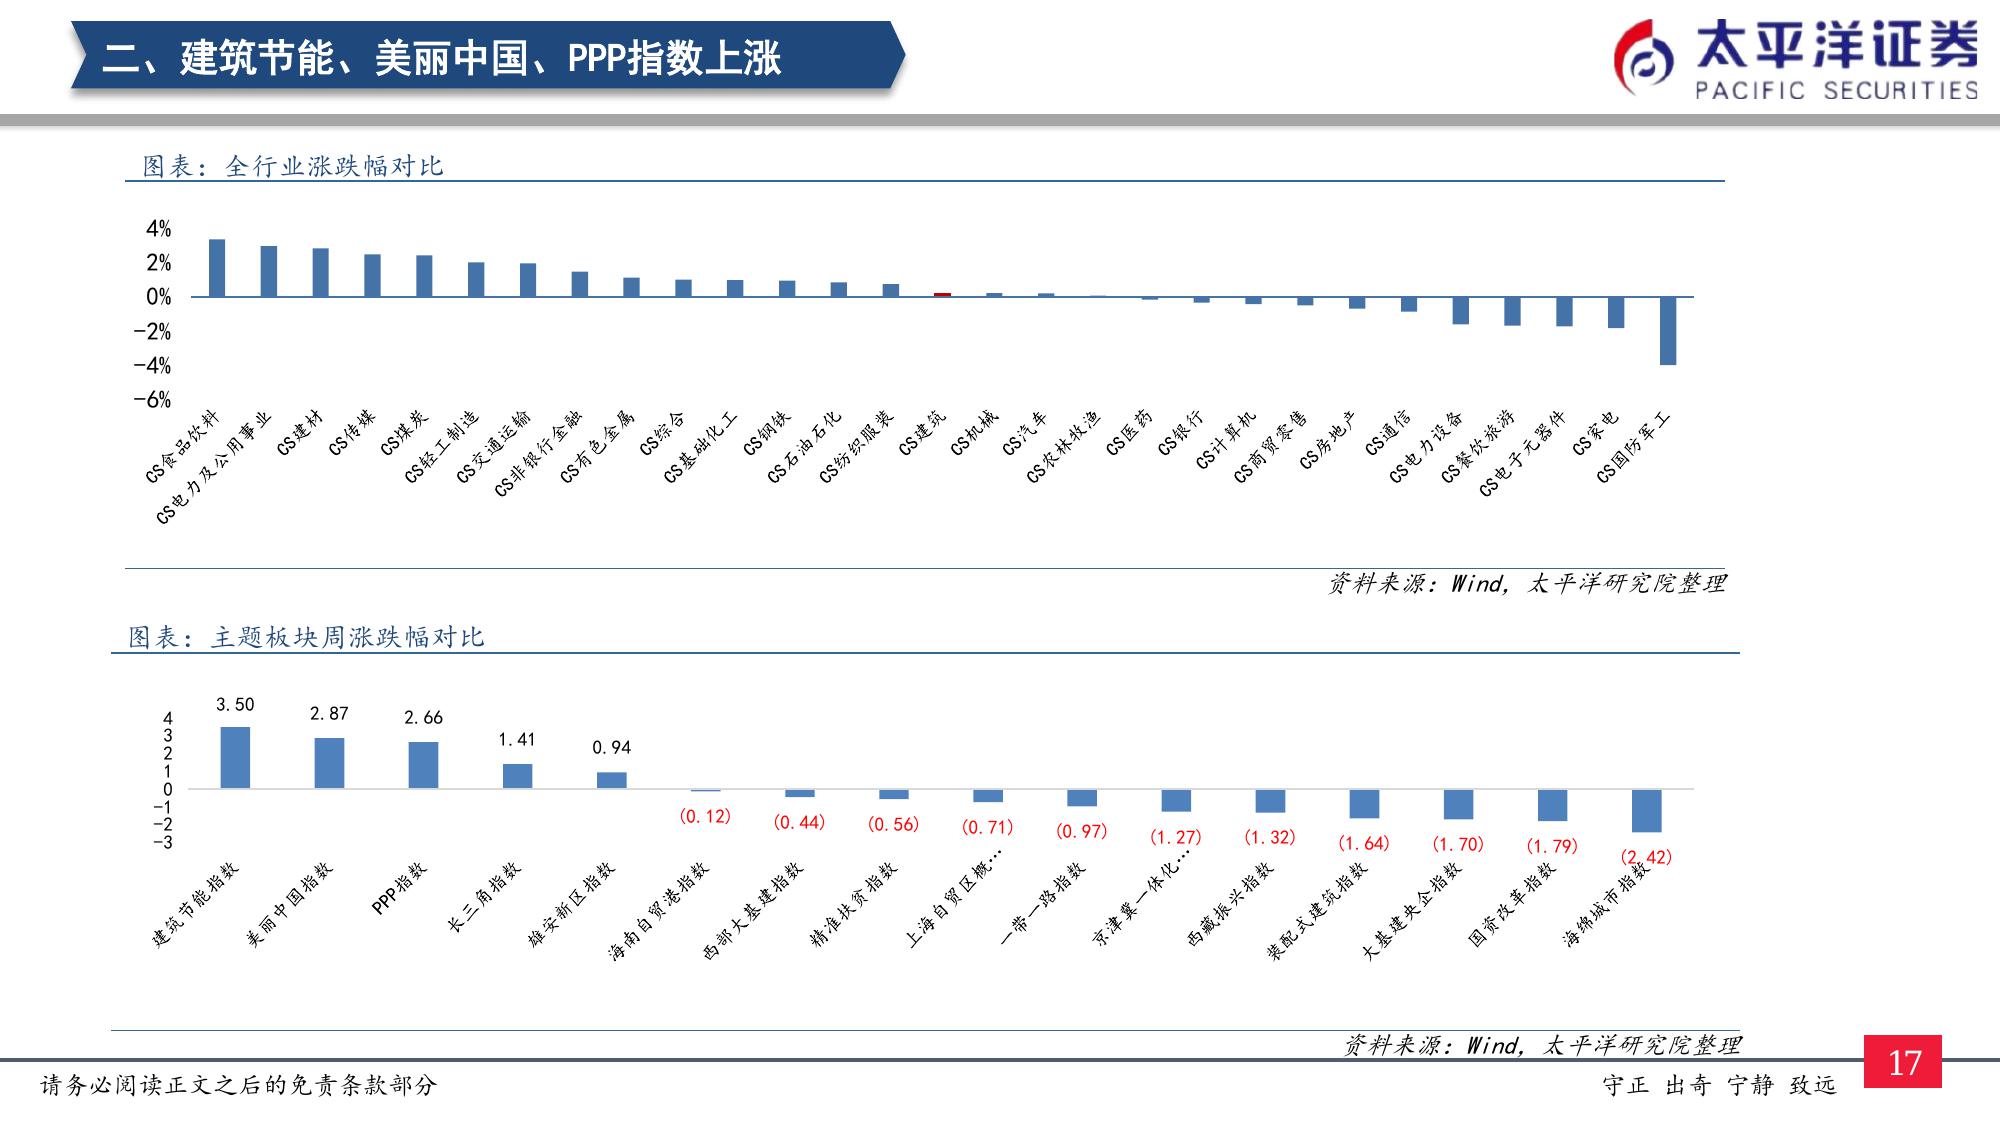 二、建筑节能、美丽中国、PPP指数上涨
太平洋证券
PACIFIC SECURITIES
图表：全行业涨跌幅对比
4%
2%
0%
-2%
-4%
-6%
CS食品饮料
CS电力及公用事业
CS建材
CS传媒
CS煤炭
CS轻工制造
CS交通运输
CS非银行金融
CS有色金属
CS综合
CS基础化工
CS钢铁
CS石油石化
CS纺织服装
CS建筑
CS机械
CS汽车
CS农林牧渔
CS医药
CS银行
CS计算机
CS商贸零售
CS房地产
CS通信
CS电力设备
CS餐饮旅游
CS电子元器件
CS家电
CS国防军工
资料来源：Wind，太平洋研究院整理
图表：主题板块周涨跌幅对比
4
3
2
1
0
-1
-2
-3
3.50
2.87
2.66
1.41
0.94
(0.12)
(0.44)
(0.56)
(0.71)
(0.97)
(1.27)
(1.32)
(1.64)
(1.70)
(1.79)
(2.42)
建筑节能指数
美丽中国指数
PPP指数
长三角指数
雄安新区指数
海南自贸港指数
西部大基建指数
精准扶贫指数
上海自贸区概…
一带一路指数
京津冀一体化…
西藏振兴指数
装配式建筑指数
大基建央企指数
国资改革指数
海绵城市指数
资料来源：Wind，太平洋研究院整理
请务必阅读正文之后的免责条款部分
守正 出奇 宁静 致远
17